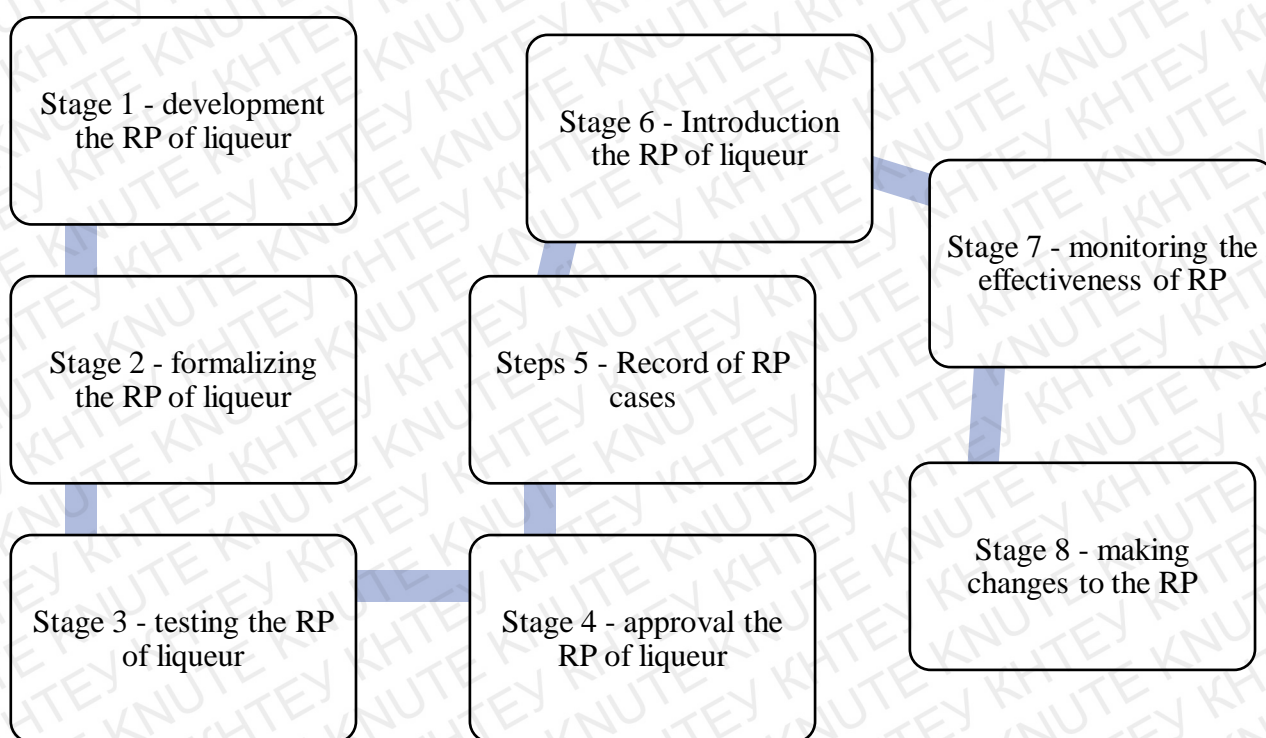 Stage 1 - development
the RP of liqueur
Stage 2 - formalizing
the RP of liqueur
Stage 3 - testing the RP
of liqueur
Stage 4 - approval the
RP of liqueur
Steps 5 - Record of RP
cases
Stage 6 - Introduction
the RP of liqueur
Stage 7 - monitoring the
effectiveness of RP
Stage 8 - making
changes to the RP